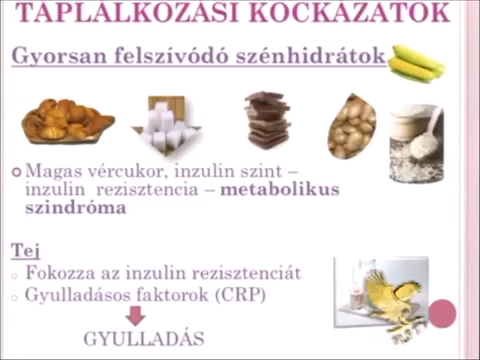 TÁPLÁLKOZÁSI KOCKÁZATOK
Gyorsan felszívódó szénhidrátok
Magas vércukor, inzulin szint –
inzulin rezisztencia – metabolikus
szindróma
Tej
Fokozza az inzulin rezisztenciát
Gyulladásos faktorok (CRP)
GYULLADÁS